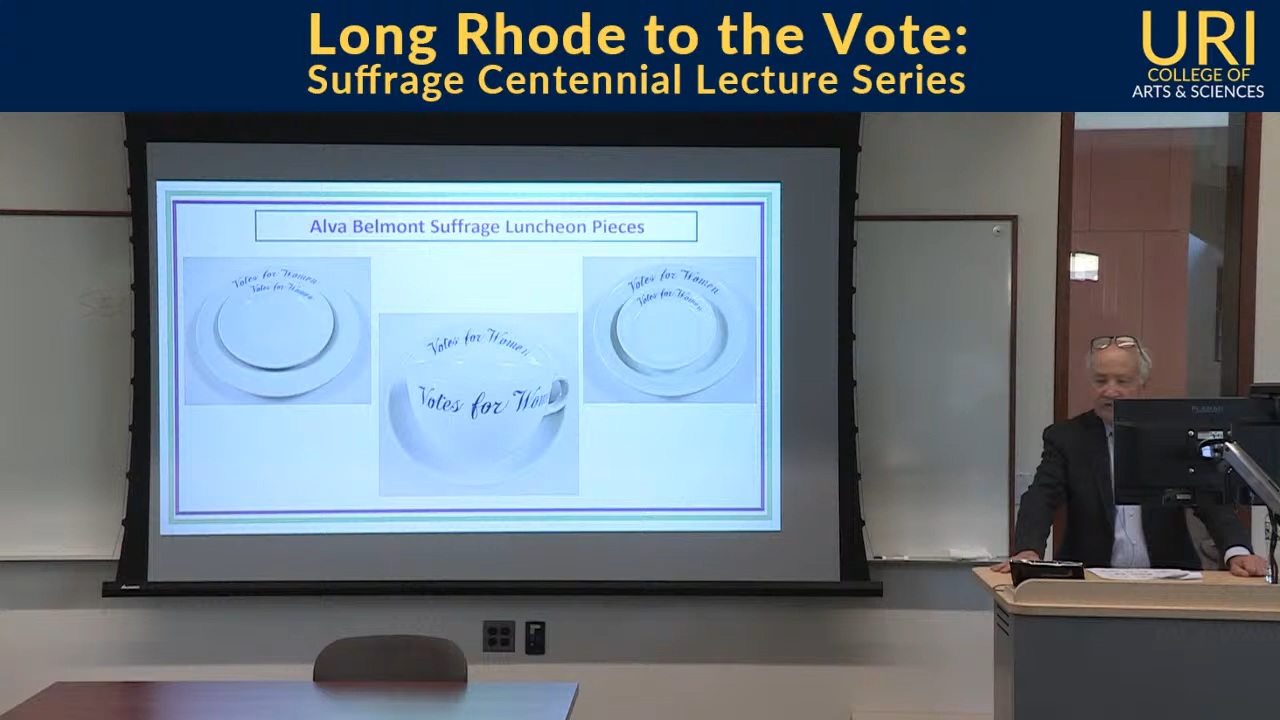 Long Rhode to the Vote:
Suffrage Centennial Lecture Series
URI
COLLEGE OF
ARTS & SCIENCES
Alva Belmont Suffrage Luncheon Pieces
Votes for Women
Votes for Women
Votes for Women
Votes for Wom
Votes for Women
Votes for Women